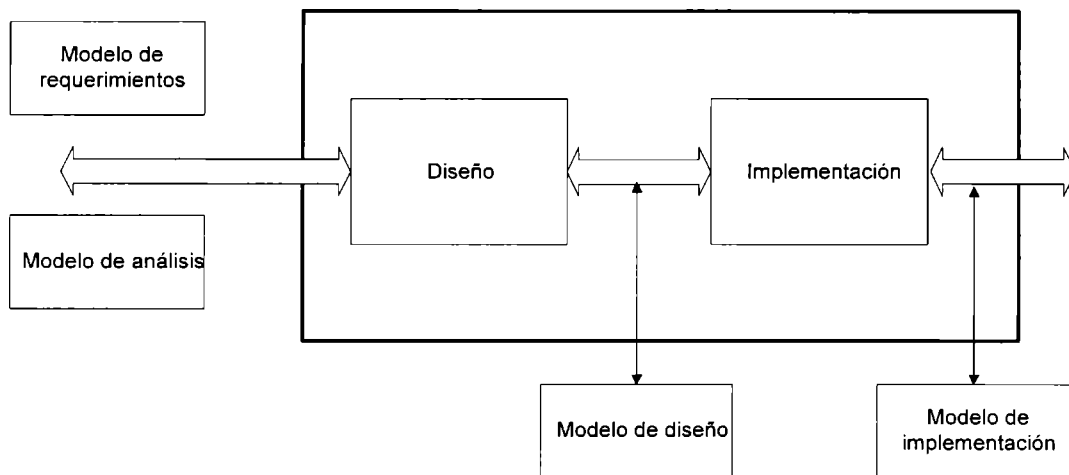 Modelo de
requerimientos
Diseño
Implementación
Modelo de análisis
Modelo de diseño
Modelo de
implementación